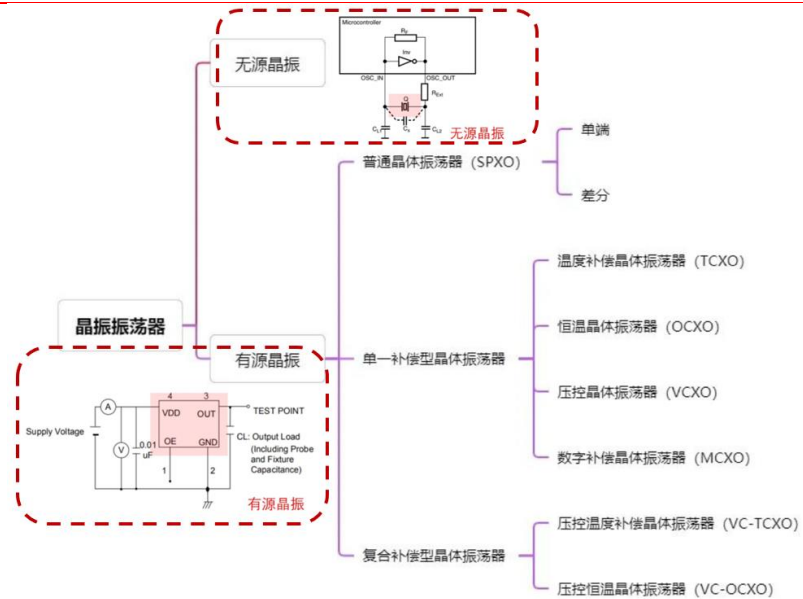 无源晶振
Microcontroller
RF
Inv
OSC_IN
OSC_OUT
RExt
Q
CL1
Cs
CL2
无源晶振
普通晶体振荡器（SPXO）
单端
差分
晶振振荡器
有源晶振
单一补偿型晶体振荡器
温度补偿晶体振荡器（TCXO）
恒温晶体振荡器（OCXO）
压控晶体振荡器（VCXO）
数字补偿晶体振荡器（MCXO）
复合补偿型晶体振荡器
压控温度补偿晶体振荡器（VC-TCXO）
压控恒温晶体振荡器（VC-OCXO）
Supply Voltage
A
V
0.01
uF
4
3
VDD
OUT
OE
GND
1
2
TEST POINT
CL: Output Load
(Including Probe
and Fixture
Capacitance)
有源晶振